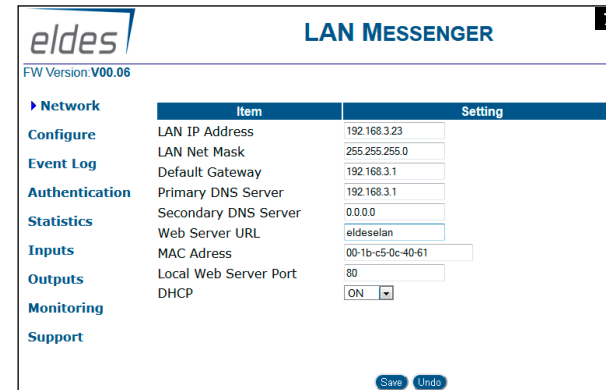 eldes
LAN MESSENGER
FW Version:V00.06
Network
Configure
Event Log
Authentication
Statistics
Inputs
Outputs
Monitoring
Support
Item Setting
LAN IP Address 192.168.3.23
LAN Net Mask 255.255.255.0
Default Gateway 192.168.3.1
Primary DNS Server 192.168.3.1
Secondary DNS Server 0.0.0.0
Web Server URL eldeselan
MAC Adress 00-1b-c5-0c-40-61
Local Web Server Port 80
DHCP ON
Save Undo